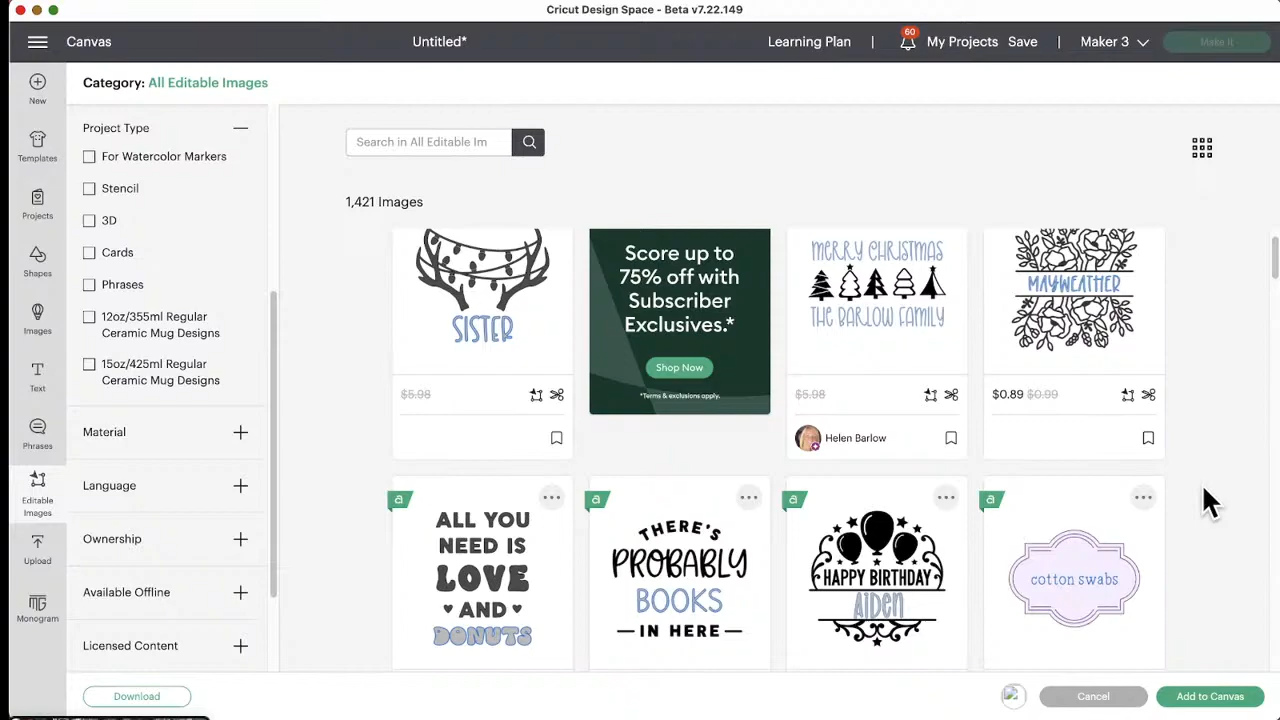 Cricut Design Space - Beta v7.22.149
Canvas
Untitled*
Learning Plan
|
60
My Projects
Save
|
Maker 3
Make It
New
Templates
Projects
Shapes
Images
Text
Phrases
Editable
Images
Upload
Monogram
Category: All Editable Images
Project Type
For Watercolor Markers
Stencil
3D
Cards
Phrases
12oz/355ml Regular
Ceramic Mug Designs
15oz/425ml Regular
Ceramic Mug Designs
Material
Language
Ownership
Available Offline
Licensed Content
Download
Search in All Editable Im
1,421 Images
SISTER
$5.98
Score up to
75% off with
Subscriber
Exclusives.*
Shop Now
*Terms & exclusions apply.
MERRY CHRISTMAS
THE BARLOW FAMILY
$5.98
Helen Barlow
MAYWEATHER
$0.89 $0.99
a
ALL YOU
NEED IS
LOVE
AND
DONUTS
a
THERE'S
PROBABLY
BOOKS
IN HERE
a
HAPPY BIRTHDAY
AIDEN
a
cotton swabs
Cancel
Add to Canvas